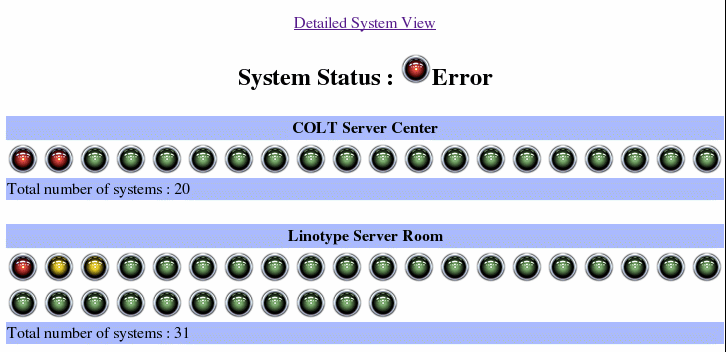 Detailed System View
System Status : Error
COLT Server Center
Total number of systems : 20
Linotype Server Room
Total number of systems : 31